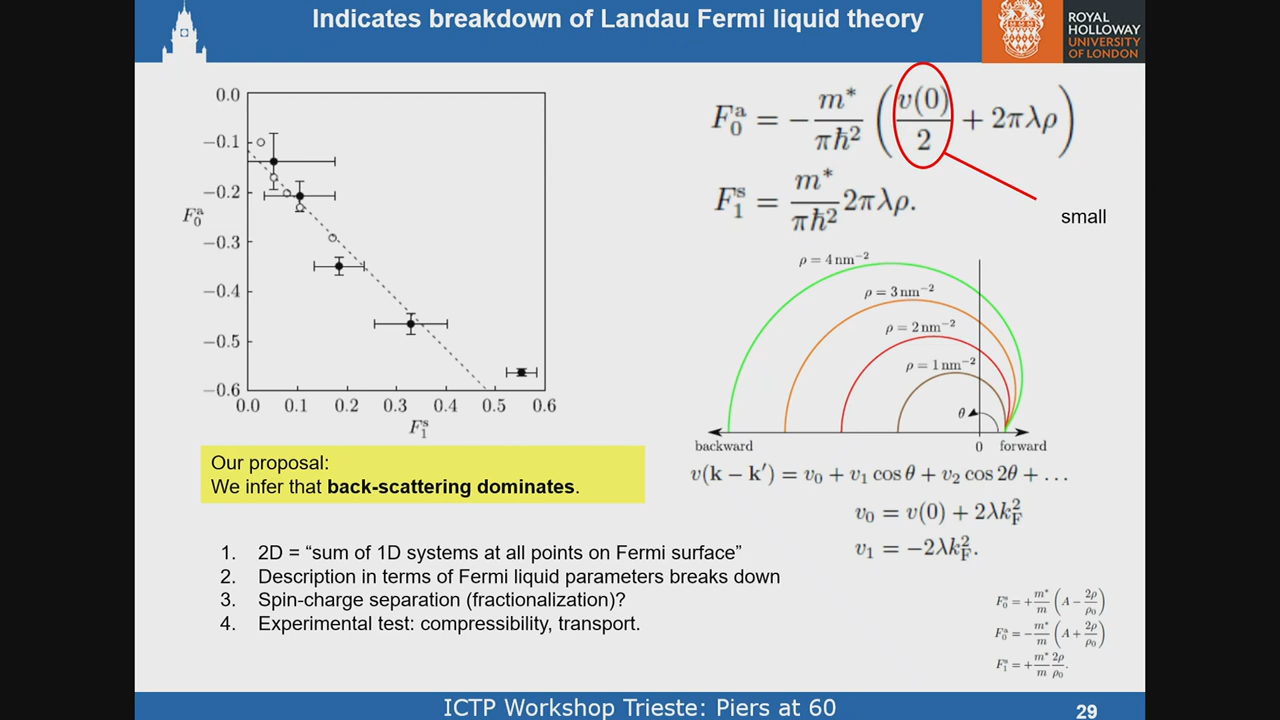 Indicates breakdown of Landau Fermi liquid theory
ROYAL
HOLLOWAY
UNIVERSITY
OF LONDON
0.0
−0.1
−0.2
−0.3
−0.4
−0.5
−0.6
F₀ᵃ
0.0 0.1 0.2 0.3 0.4 0.5 0.6
F₁ˢ
F₀ᵃ = − m*/πħ² ( v(0)/2 + 2πλρ )
F₁ˢ = m*/πħ² 2πλρ.
small
ρ = 4 nm⁻²
ρ = 3 nm⁻²
ρ = 2 nm⁻²
ρ = 1 nm⁻²
θ
backward 0 forward
v(k − k′) = v₀ + v₁ cos θ + v₂ cos 2θ + …
v₀ = v(0) + 2λk_F²
v₁ = −2λk_F².
Our proposal:
We infer that back-scattering dominates.
1. 2D = “sum of 1D systems at all points on Fermi surface”
2. Description in terms of Fermi liquid parameters breaks down
3. Spin-charge separation (fractionalization)?
4. Experimental test: compressibility, transport.
F₀ˢ = + m*/m ( A − 2ρ/ρ₀ )
F₀ᵃ = − m*/m ( A + 2ρ/ρ₀ )
F₁ˢ = + m*/m 2ρ/ρ₀.
ICTP Workshop Trieste: Piers at 60
29